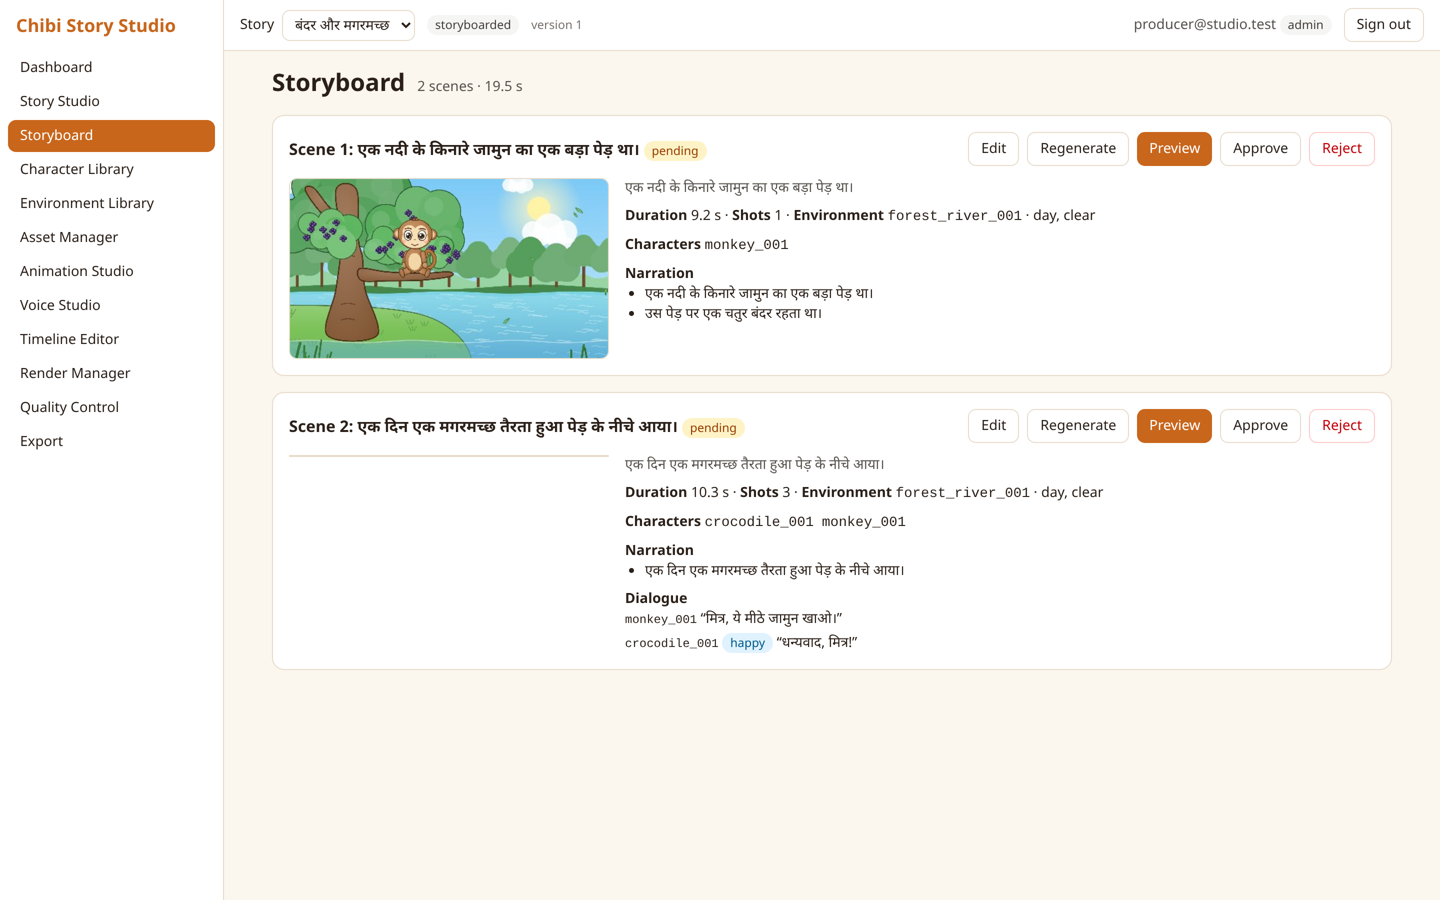 Chibi Story Studio
Story बंदर और मगरमच्छ storyboarded version 1 producer@studio.test admin Sign out
Dashboard
Story Studio
Storyboard
Character Library
Environment Library
Asset Manager
Animation Studio
Voice Studio
Timeline Editor
Render Manager
Quality Control
Export
Storyboard 2 scenes · 19.5 s
Scene 1: एक नदी के किनारे जामुन का एक बड़ा पेड़ था। pending Edit Regenerate Preview Approve Reject
एक नदी के किनारे जामुन का एक बड़ा पेड़ था।
Duration 9.2 s · Shots 1 · Environment forest_river_001 · day, clear
Characters monkey_001
Narration
• एक नदी के किनारे जामुन का एक बड़ा पेड़ था।
• उस पेड़ पर एक चतुर बंदर रहता था।
Scene 2: एक दिन एक मगरमच्छ तैरता हुआ पेड़ के नीचे आया। pending Edit Regenerate Preview Approve Reject
एक दिन एक मगरमच्छ तैरता हुआ पेड़ के नीचे आया।
Duration 10.3 s · Shots 3 · Environment forest_river_001 · day, clear
Characters crocodile_001 monkey_001
Narration
• एक दिन एक मगरमच्छ तैरता हुआ पेड़ के नीचे आया।
Dialogue
monkey_001 “मित्र, ये मीठे जामुन खाओ।”
crocodile_001 happy “धन्यवाद, मित्र!”